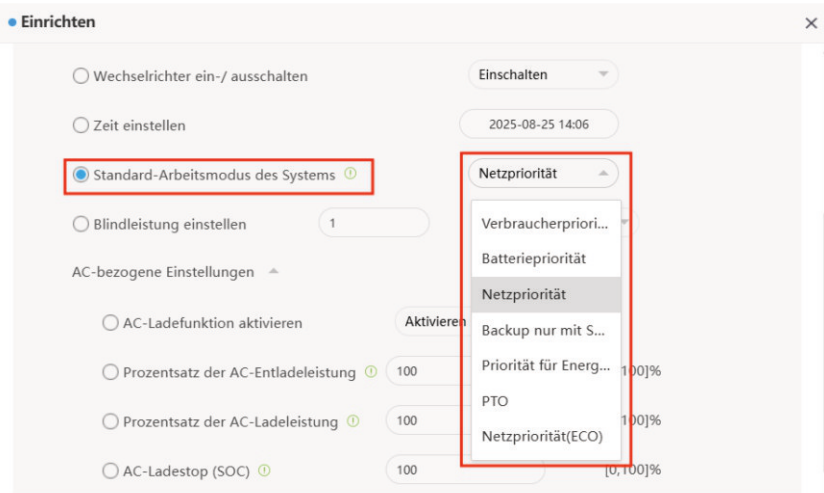 Einrichten
Wechselrichter ein-/ ausschalten Einschalten
Zeit einstellen 2025-08-25 14:06
Standard-Arbeitsmodus des Systems Netzpriorität
Blindleistung einstellen 1 Verbraucherpriori...
Batteriepriorität
AC-bezogene Einstellungen
Netzpriorität
AC-Ladefunktion aktivieren Aktivieren Backup nur mit S...
Priorität für Energ...
Prozentsatz der AC-Entladeleistung 100 100]%
PTO
Prozentsatz der AC-Ladeleistung 100 100]%
Netzpriorität(ECO)
AC-Ladestop (SOC) 100 [0,100]%